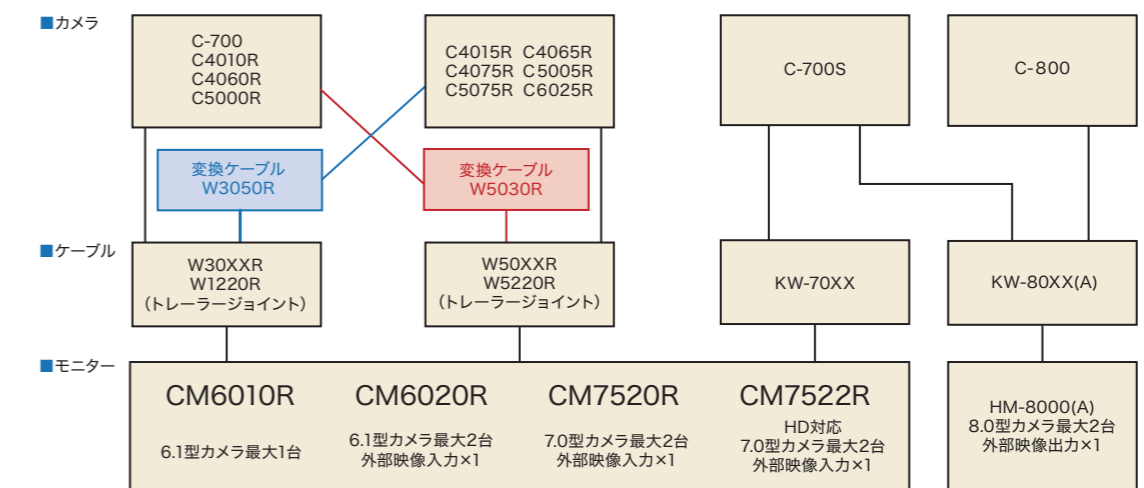 ■カメラ
C-700
C4010R
C4060R
C5000R
C4015R C4065R
C4075R C5005R
C5075R C6025R
C-700S
C-800
変換ケーブル
W3050R
変換ケーブル
W5030R
■ケーブル
W30XXR
W1220R
（トレーラージョイント）
W50XXR
W5220R
（トレーラージョイント）
KW-70XX
KW-80XX(A)
■モニター
CM6010R
6.1型カメラ最大1台
CM6020R
6.1型カメラ最大2台
外部映像入力×1
CM7520R
7.0型カメラ最大2台
外部映像入力×1
CM7522R
HD対応
7.0型カメラ最大2台
外部映像入力×1
HM-8000(A)
8.0型カメラ最大2台
外部映像出力×1